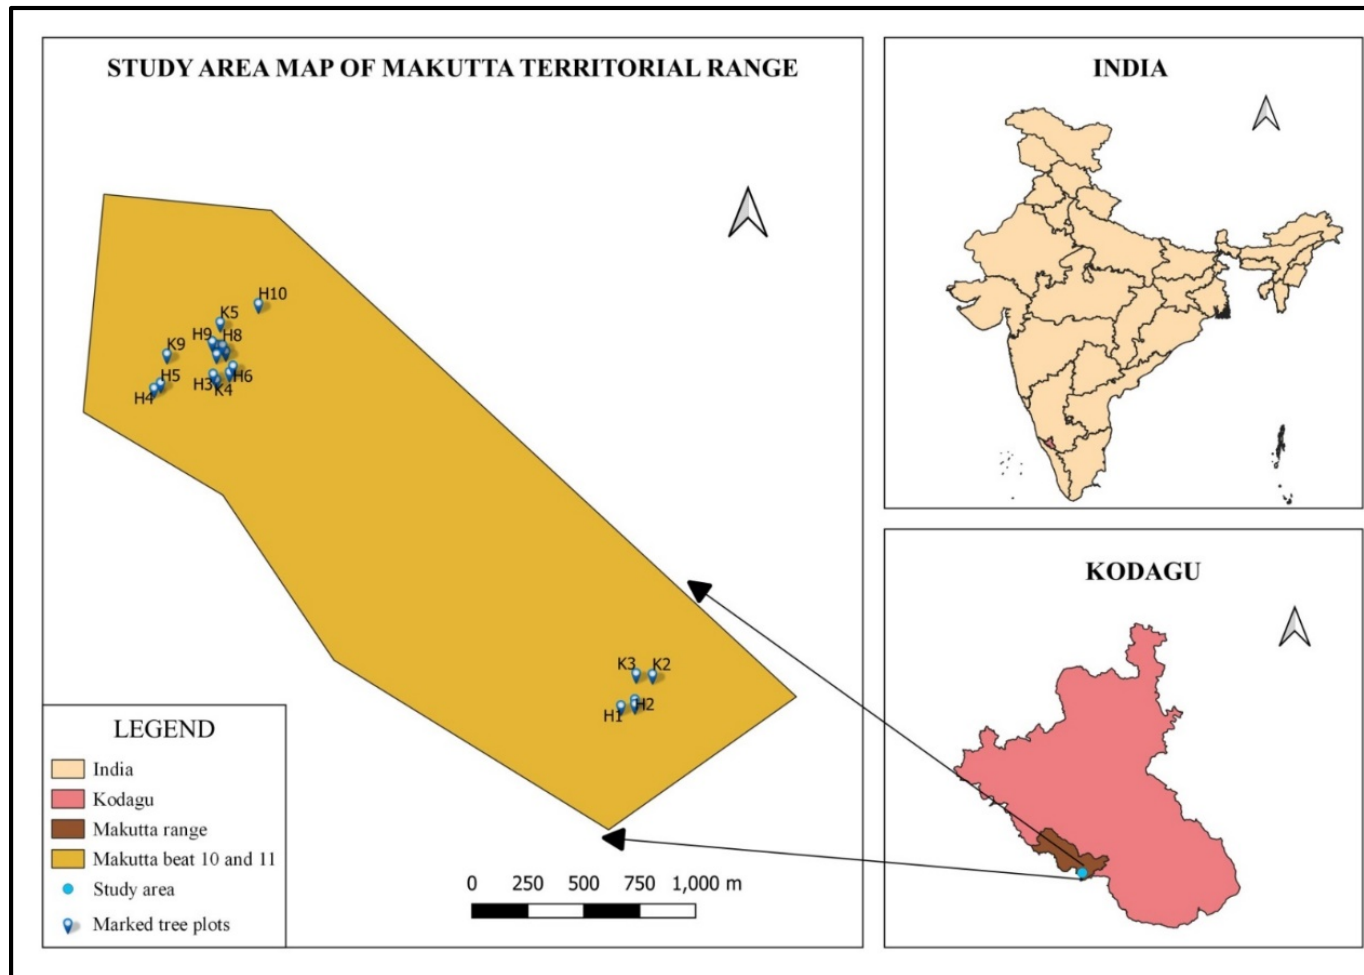 STUDY AREA MAP OF MAKUTTA TERRITORIAL RANGE
H10
K5
H9 H8
K9
H5 H3 H6
H4 K4
K3 K2
H1 H2
LEGEND
India
Kodagu
Makutta range
Makutta beat 10 and 11
Study area
Marked tree plots
0 250 500 750 1,000 m
INDIA
KODAGU